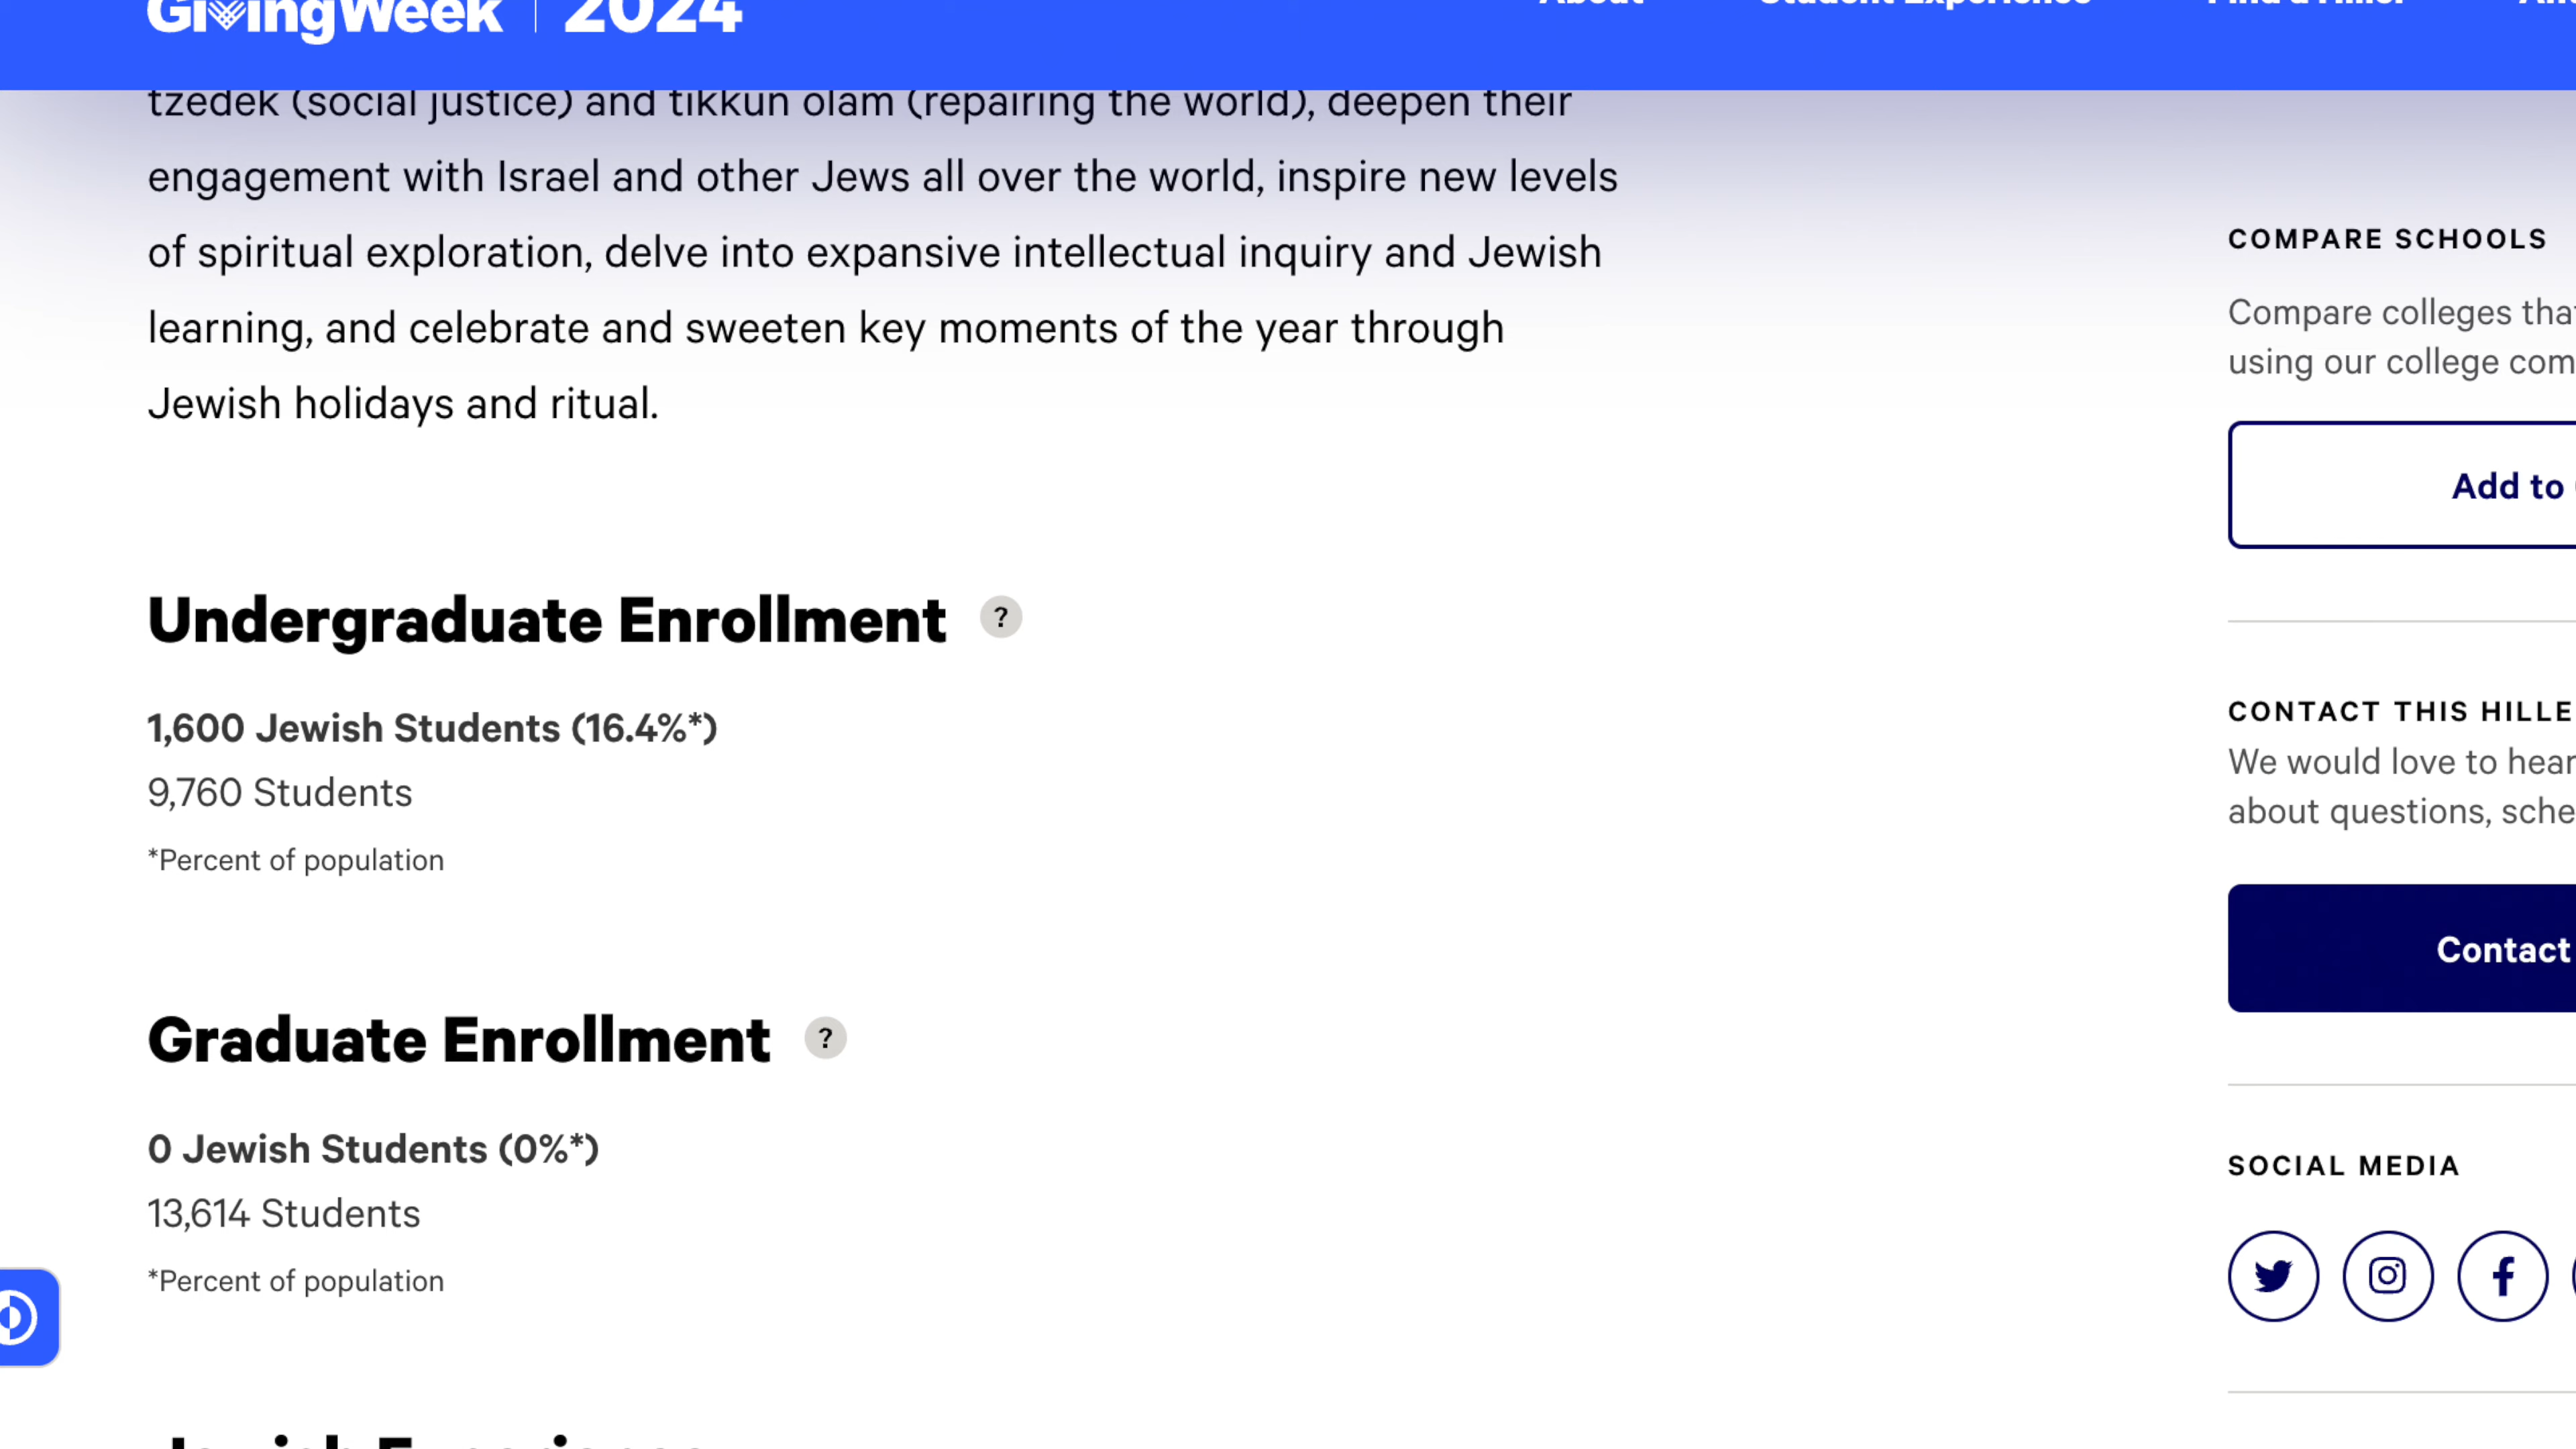 GivingWeek | 2024
About
Student Experience
Find a Hillel
tzedek (social justice) and tikkun olam (repairing the world), deepen their
engagement with Israel and other Jews all over the world, inspire new levels
of spiritual exploration, delve into expansive intellectual inquiry and Jewish
learning, and celebrate and sweeten key moments of the year through
Jewish holidays and ritual.
Undergraduate Enrollment ?
1,600 Jewish Students (16.4%*)
9,760 Students
*Percent of population
Graduate Enrollment ?
0 Jewish Students (0%*)
13,614 Students
*Percent of population
COMPARE SCHOOLS
Compare colleges
using our college
Add to
CONTACT THIS
We would love to hear
about questions,
Contact
SOCIAL MEDIA